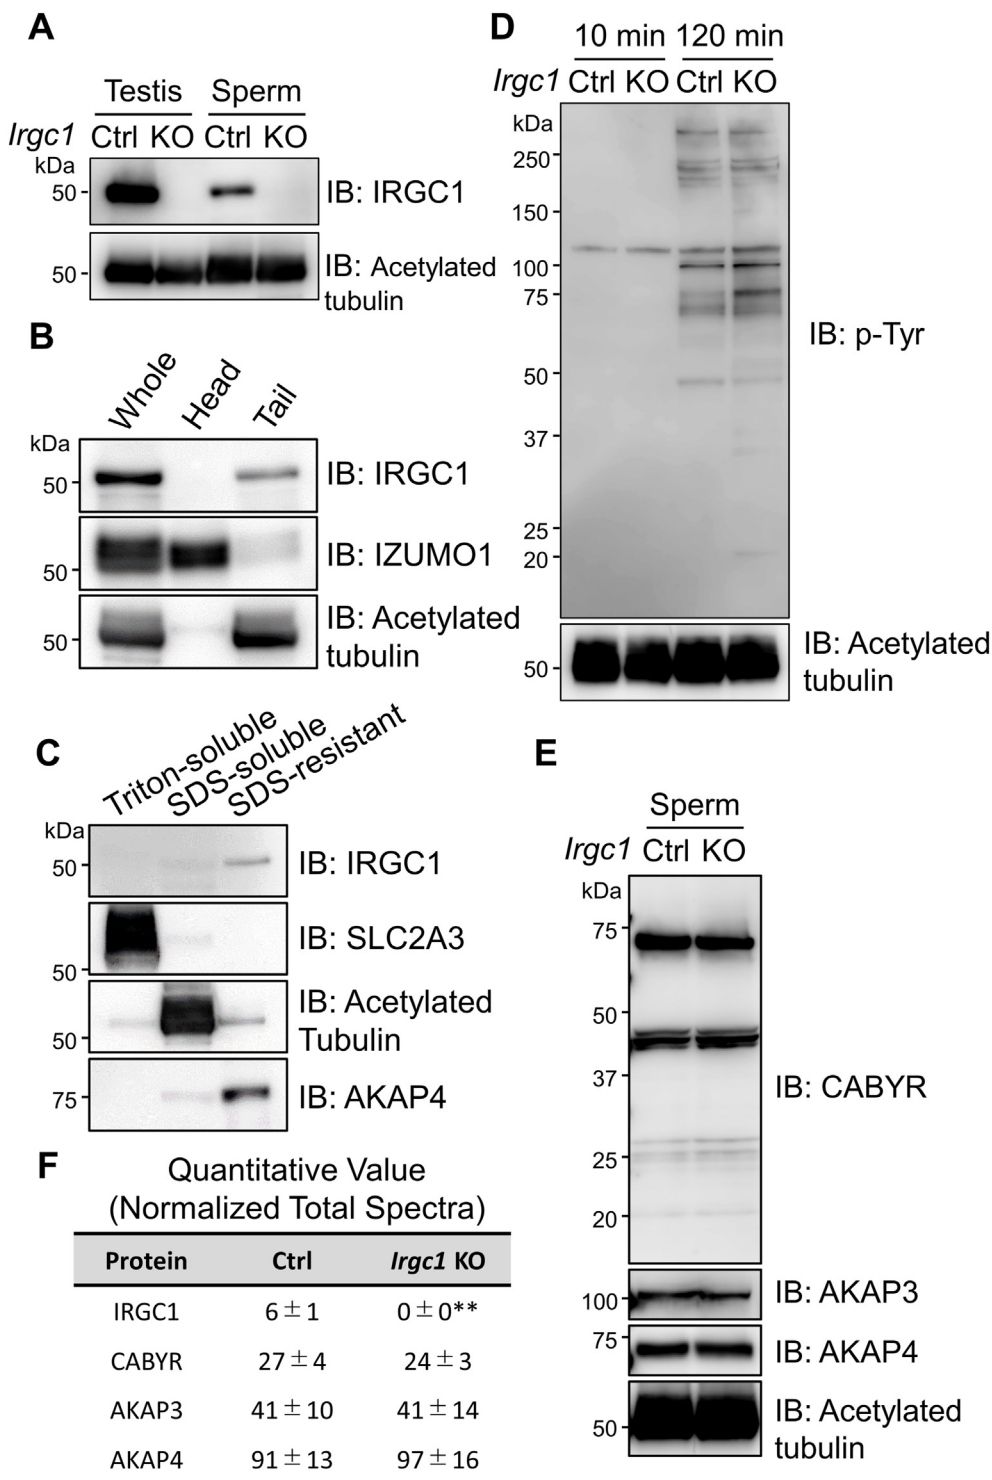 A
Testis Sperm
Irgc1 Ctrl KO Ctrl KO
kDa
50
IB: IRGC1
50
IB: Acetylated
tubulin
B
Whole Head Tail
kDa
50
IB: IRGC1
50
IB: IZUMO1
50
IB: Acetylated
tubulin
C
Triton-soluble
SDS-soluble
SDS-resistant
kDa
50
IB: IRGC1
50
IB: SLC2A3
50
IB: Acetylated
Tubulin
75
IB: AKAP4
D
10 min 120 min
Irgc1 Ctrl KO Ctrl KO
kDa
250
150
100
75
50
37
25
20
IB: p-Tyr
50
IB: Acetylated
tubulin
E
Sperm
Irgc1 Ctrl KO
kDa
75
50
37
25
20
IB: CABYR
100
IB: AKAP3
75
IB: AKAP4
50
IB: Acetylated
tubulin
F
Quantitative Value
(Normalized Total Spectra)
Protein Ctrl Irgc1 KO
IRGC1 6±1 0±0**
CABYR 27±4 24±3
AKAP3 41±10 41±14
AKAP4 91±13 97±16